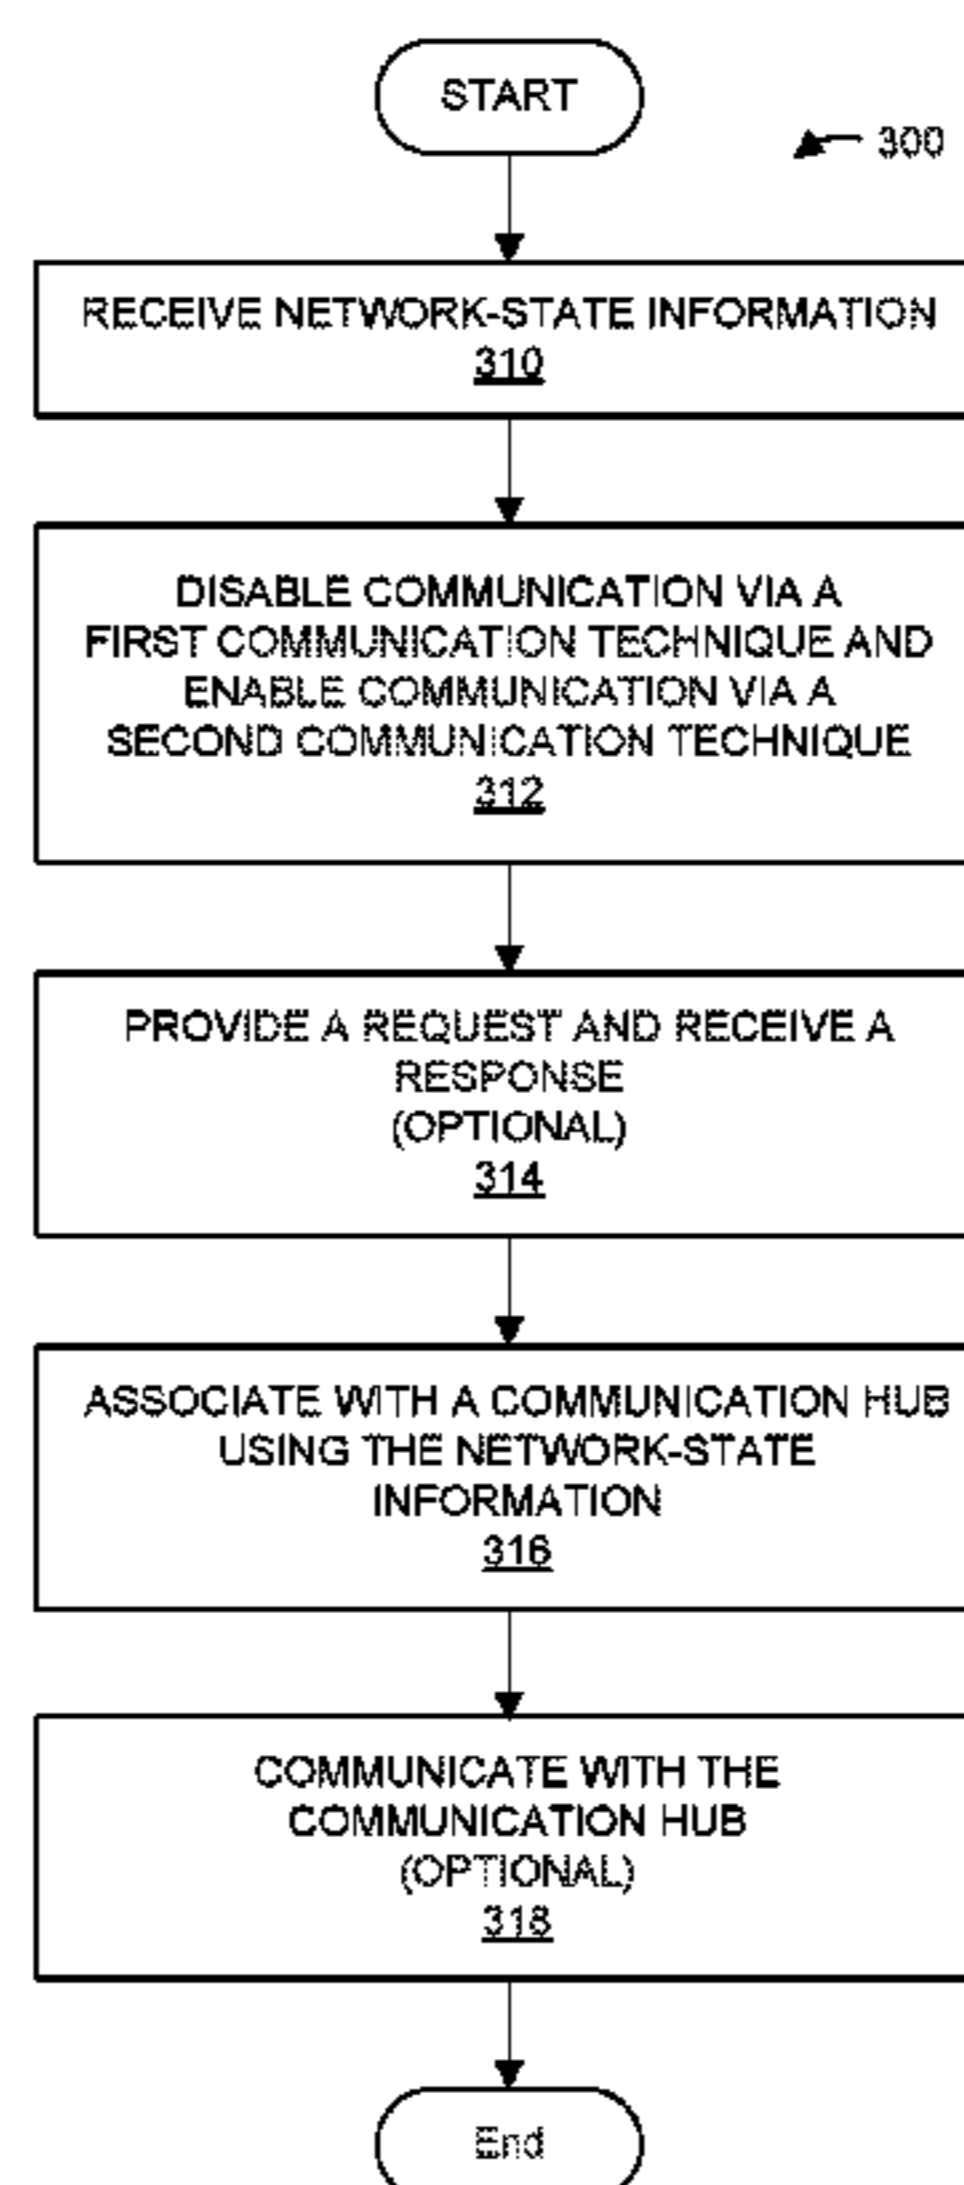 START
300
RECEIVE NETWORK-STATE INFORMATION
310
DISABLE COMMUNICATION VIA A
FIRST COMMUNICATION TECHNIQUE AND
ENABLE COMMUNICATION VIA A
SECOND COMMUNICATION TECHNIQUE
312
PROVIDE A REQUEST AND RECEIVE A
RESPONSE
(OPTIONAL)
314
ASSOCIATE WITH A COMMUNICATION HUB
USING THE NETWORK-STATE
INFORMATION
316
COMMUNICATE WITH THE
COMMUNICATION HUB
(OPTIONAL)
318
End